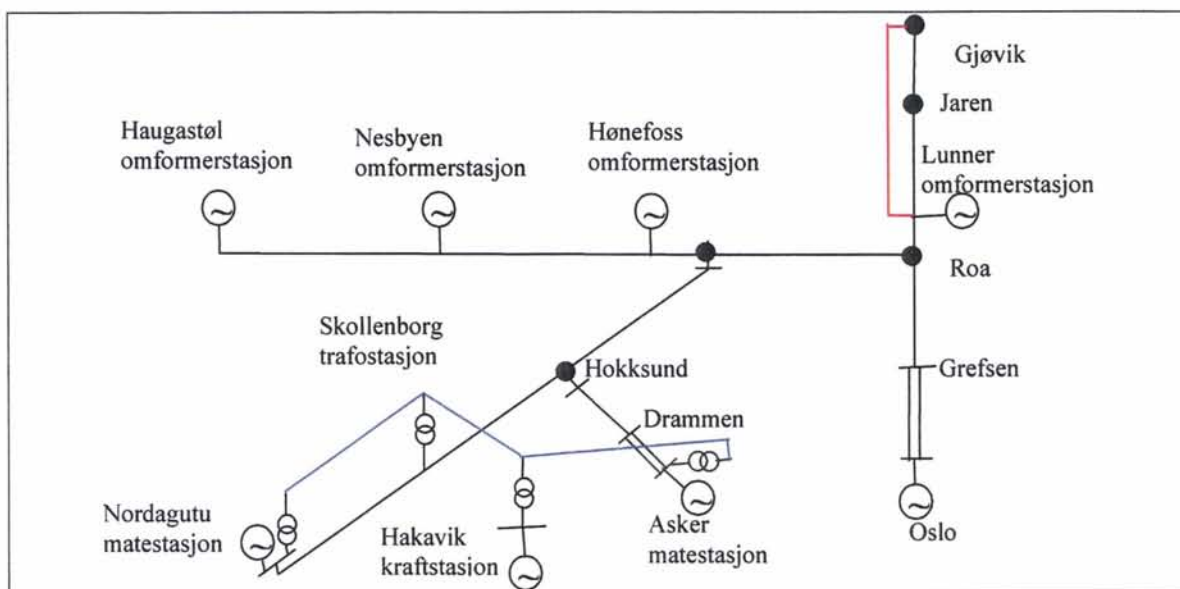 Gjøvik
Jaren
Haugastøl
omformerstasjon
Nesbyen
omformerstasjon
Hønefoss
omformerstasjon
Lunner
omformerstasjon
Roa
Skollenborg
trafostasjon
Hokksund
Grefsen
Drammen
Nordagutu
matestasjon
Hakavik
kraftstasjon
Asker
matestasjon
Oslo